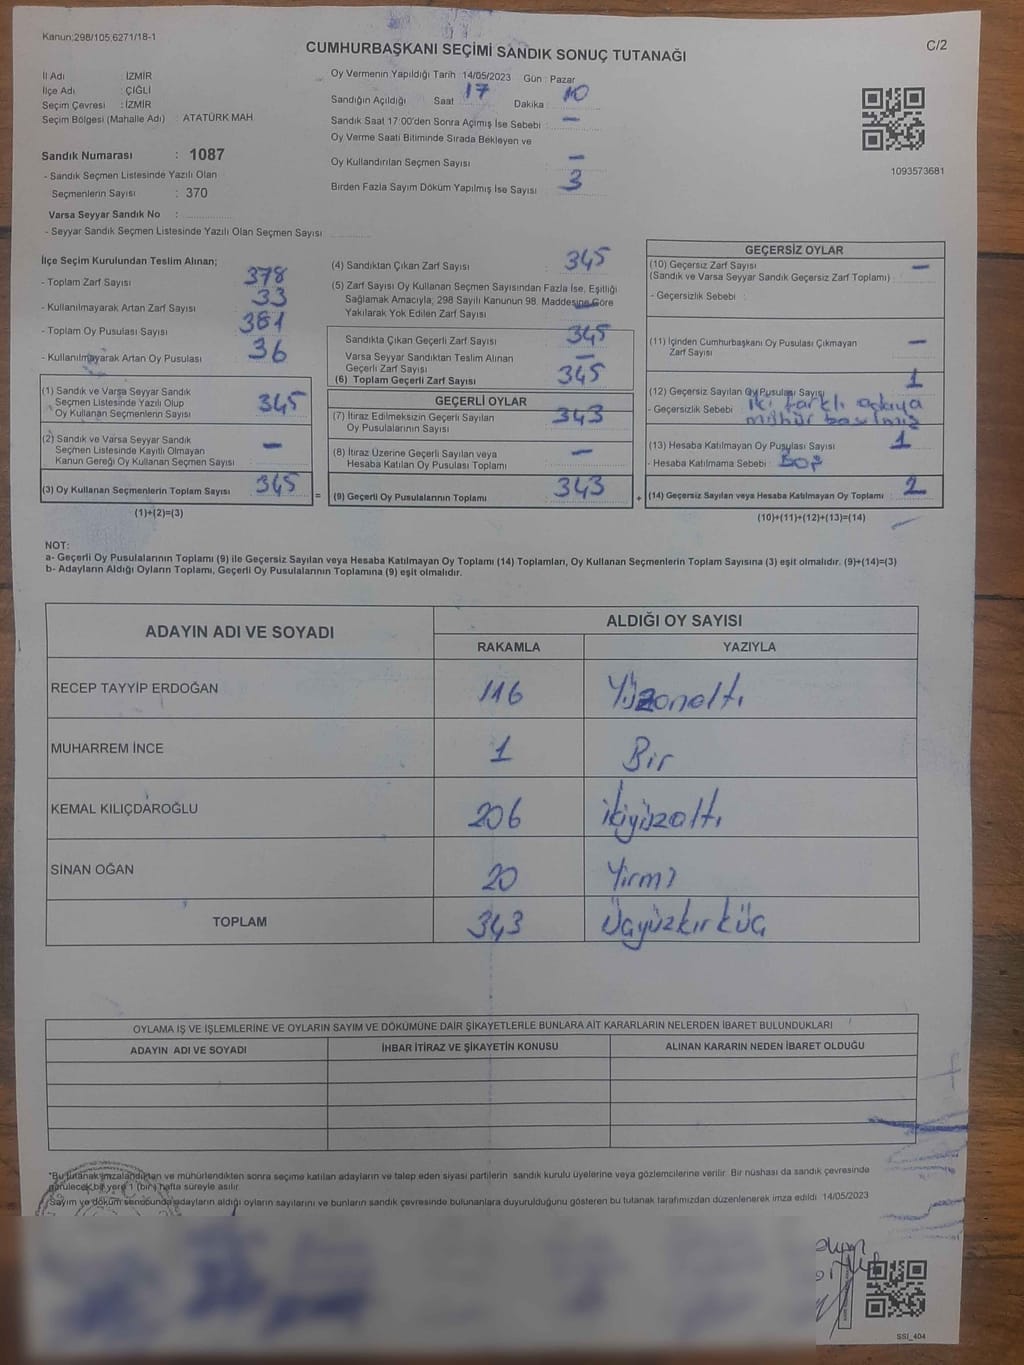 Kanun;298/105,6271/18-1
C/2
CUMHURBAŞKANI SEÇİMİ SANDIK SONUÇ TUTANAĞI
İl Adı : İZMİR
İlçe Adı : ÇİĞLİ
Seçim Çevresi : İZMİR
Seçim Bölgesi (Mahalle Adı) : ATATÜRK MAH
Sandık Numarası : 1087
- Sandık Seçmen Listesinde Yazılı Olan
Seçmenlerin Sayısı : 370
Varsa Seyyar Sandık No :
- Seyyar Sandık Seçmen Listesinde Yazılı Olan Seçmen Sayısı
Oy Vermenin Yapıldığı Tarih : 14/05/2023 Gün : Pazar
Sandığın Açıldığı Saat 17 Dakika : 10
Sandık Saat 17:00'den Sonra Açımış İse Sebebi : —
Oy Verme Saati Bitiminde Sırada Bekleyen ve
Oy Kullandırılan Seçmen Sayısı : —
Birden Fazla Sayım Döküm Yapılmış İse Sayısı : 3
1093573681
İlçe Seçim Kurulundan Teslim Alınan;
- Toplam Zarf Sayısı : 378
- Kullanılmayarak Artan Zarf Sayısı : 33
- Toplam Oy Pusulası Sayısı : 381
- Kullanılmayarak Artan Oy Pusulası : 36
(1) Sandık ve Varsa Seyyar Sandık
Seçmen Listesinde Yazılı Olup
Oy Kullanan Seçmenlerin Sayısı : 345
(2) Sandık ve Varsa Seyyar Sandık
Seçmen Listesinde Kayıtlı Olmayan
Kanun Gereği Oy Kullanan Seçmen Sayısı : —
(3) Oy Kullanan Seçmenlerin Toplam Sayısı : 345
(1)+(2)=(3)
(4) Sandıktan Çıkan Zarf Sayısı : 345
(5) Zarf Sayısı Oy Kullanan Seçmen Sayısından Fazla İse, Eşitliği
Sağlamak Amacıyla; 298 Sayılı Kanunun 98. Maddesine Göre
Yakılarak Yok Edilen Zarf Sayısı : —
Sandıkta Çıkan Geçerli Zarf Sayısı : 345
Varsa Seyyar Sandıktan Teslim Alınan
Geçerli Zarf Sayısı : —
(6) Toplam Geçerli Zarf Sayısı : 345
GEÇERLİ OYLAR
(7) İtiraz Edilmeksizin Geçerli Sayılan
Oy Pusulalarının Sayısı : 343
(8) İtiraz Üzerine Geçerli Sayılan veya
Hesaba Katılan Oy Pusulası Toplamı : —
= (9) Geçerli Oy Pusulalarının Toplamı : 343 +
GEÇERSİZ OYLAR
(10) Geçersiz Zarf Sayısı : —
(Sandık ve Varsa Seyyar Sandık Geçersiz Zarf Toplamı)
- Geçersizlik Sebebi :
(11) İçinden Cumhurbaşkanı Oy Pusulası Çıkmayan
Zarf Sayısı : —
(12) Geçersiz Sayılan Oy Pusulası Sayısı : 1
- Geçersizlik Sebebi : iki farklı adaya
mühür basılmış
(13) Hesaba Katılmayan Oy Pusulası Sayısı : 1
- Hesaba Katılmama Sebebi : Boş
(14) Geçersiz Sayılan veya Hesaba Katılmayan Oy Toplamı : 2
(10)+(11)+(12)+(13)=(14)
NOT:
a- Geçerli Oy Pusulalarının Toplamı (9) ile Geçersiz Sayılan veya Hesaba Katılmayan Oy Toplamı (14) Toplamları, Oy Kullanan Seçmenlerin Toplam Sayısına (3) eşit olmalıdır. (9)+(14)=(3)
b- Adayların Aldığı Oyların Toplamı, Geçerli Oy Pusulalarının Toplamına (9) eşit olmalıdır.
ADAYIN ADI VE SOYADI ALDIĞI OY SAYISI
RAKAMLA YAZIYLA
RECEP TAYYİP ERDOĞAN 116 Yüzonaltı
MUHARREM İNCE 1 Bir
KEMAL KILIÇDAROĞLU 206 ikiyüzaltı
SİNAN OĞAN 20 Yirmi
TOPLAM 343 Üçyüzkırküç
OYLAMA İŞ VE İŞLEMLERİNE VE OYLARIN SAYIM VE DÖKÜMÜNE DAİR ŞİKAYETLERLE BUNLARA AİT KARARLARIN NELERDEN İBARET BULUNDUKLARI
ADAYIN ADI VE SOYADI İHBAR İTİRAZ VE ŞİKAYETİN KONUSU ALINAN KARARIN NEDEN İBARET OLDUĞU
*Bu tutanak imzalandıktan ve mühürlendikten sonra seçime katılan adayların ve talep eden siyasi partilerin sandık kurulu üyelerine veya gözlemcilerine verilir. Bir nüshası da sandık çevresinde
görülecek bir yere 1 (bir) hafta süreyle asılır.
Sayım ve döküm sonucunda adayların aldığı oyların sayılarını ve bunların sandık çevresinde bulunanlara duyurulduğunu gösteren bu tutanak tarafımızdan düzenlenerek imza edildi 14/05/2023
SSI_404